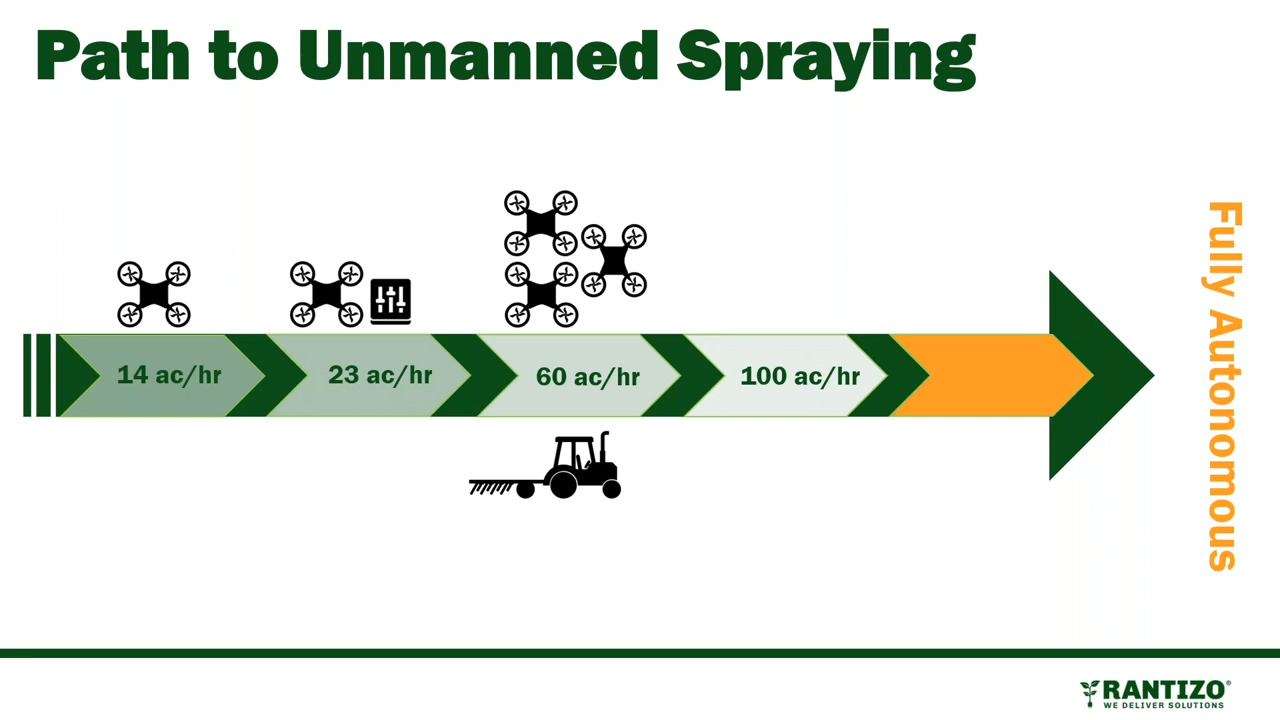 Path to Unmanned Spraying
14 ac/hr
23 ac/hr
60 ac/hr
100 ac/hr
Fully Autonomous
RANTIZO®
WE DELIVER SOLUTIONS